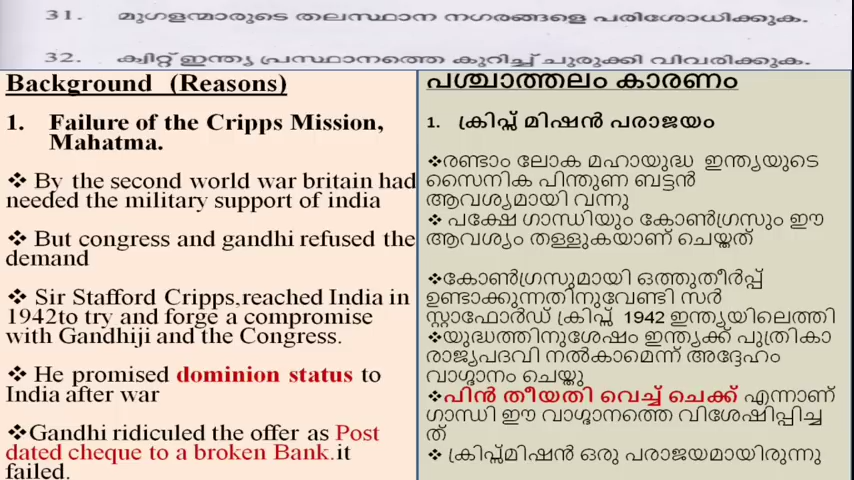 31. മുഗളന്മാരുടെ തലസ്ഥാന നഗരങ്ങളെ പരിശോധിക്കുക.
32. ക്വിറ്റ് ഇന്ത്യ പ്രസ്ഥാനത്തെ കുറിച്ച് ചുരുക്കി വിവരിക്കുക.
Background (Reasons)
1. Failure of the Cripps Mission,
Mahatma.
❖ By the second world war britain had
needed the military support of india
❖ But congress and gandhi refused the
demand
❖ Sir Stafford Cripps,reached India in
1942to try and forge a compromise
with Gandhiji and the Congress.
❖ He promised dominion status to
India after war
❖Gandhi ridiculed the offer as Post
dated cheque to a broken Bank.it
failed.
പശ്ചാത്തലം കാരണം
1. ക്രിപ്സ് മിഷൻ പരാജയം
❖രണ്ടാം ലോക മഹായുദ്ധ ഇന്ത്യയുടെ
സൈനിക പിന്തുണ ബട്ടൻ
ആവശ്യമായി വന്നു
❖ പക്ഷേ ഗാന്ധിയും കോൺഗ്രസും ഈ
ആവശ്യം തള്ളുകയാണ് ചെയ്തത്
❖കോൺഗ്രസുമായി ഒത്തുതീർപ്പ്
ഉണ്ടാക്കുന്നതിനുവേണ്ടി സർ
സ്റ്റാഫോർഡ് ക്രിപ്സ് 1942 ഇന്ത്യയിലെത്തി
❖യുദ്ധത്തിനുശേഷം ഇന്ത്യക്ക് പുത്രികാ
രാജ്യപദവി നൽകാമെന്ന് അദ്ദേഹം
വാഗ്ദാനം ചെയ്തു
❖പിൻ തീയതി വെച്ച് ചെക്ക് എന്നാണ്
ഗാന്ധി ഈ വാഗ്ദാനത്തെ വിശേഷിപ്പിച്ച
ത്
❖ ക്രിപ്സ്മിഷൻ ഒരു പരാജയമായിരുന്നു